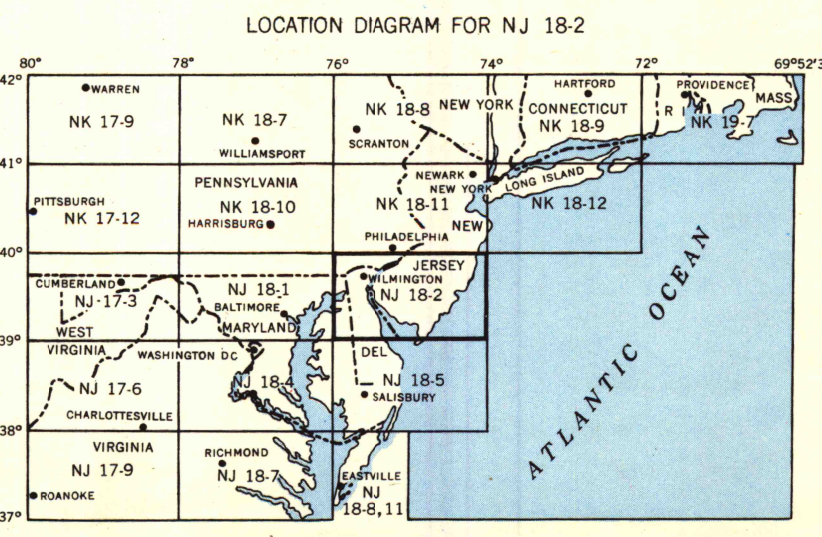 LOCATION DIAGRAM FOR NJ 18-2
80° 78° 76° 74° 72° 69°52'3
42°
WARREN
HARTFORD
PROVIDENCE
MASS
NK 18-8
NEW YORK
CONNECTICUT
NK 17-9
NK 18-7
NK 18-9
R
NK 19-7
SCRANTON
WILLIAMSPORT
41°
NEWARK
LONG ISLAND
PENNSYLVANIA
NEW YORK
PITTSBURGH
NK 17-12
NK 18-10
NK 18-11
NK 18-12
HARRISBURG
NEW
PHILADELPHIA
40°
JERSEY
CUMBERLAND
WILMINGTON
NJ 18-1
NJ 18-2
NJ-17-3
BALTIMORE
WEST
MARYLAND
39°
VIRGINIA
WASHINGTON DC
DEL
NJ 17-6
NJ 18-4
NJ 18-5
SALISBURY
CHARLOTTESVILLE
38°
VIRGINIA
RICHMOND
NJ 17-9
NJ 18-7
EASTVILLE
ROANOKE
NJ
18-8,11
37°
ATLANTIC OCEAN